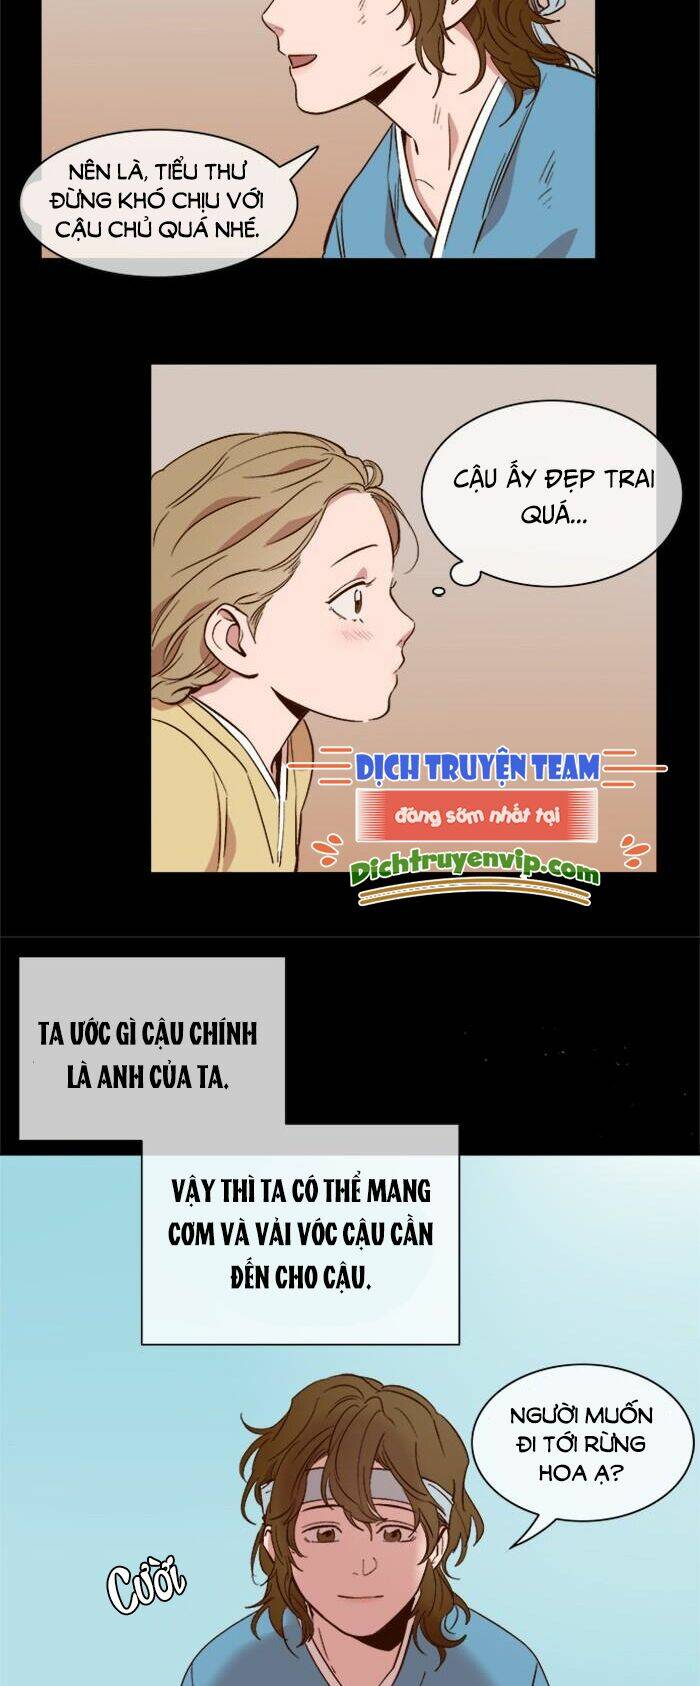 NÊN LÀ, TIỂU THƯ
ĐỪNG KHÓ CHỊU VỚI
CẬU CHỦ QUÁ NHÉ.
CẬU ẤY ĐẸP TRAI
QUÁ...
DỊCH TRUYỆN TEAM
đăng sớm nhất tại
Dichtruyenvip.com
TA ƯỚC GÌ CẬU CHÍNH
LÀ ANH CỦA TA.
VẬY THÌ TA CÓ THỂ MANG
CƠM VÀ VẢI VÓC CẬU CẦN
ĐẾN CHO CẬU.
NGƯỜI MUỐN
ĐI TỚI RỪNG
HOA Ạ?
Cười